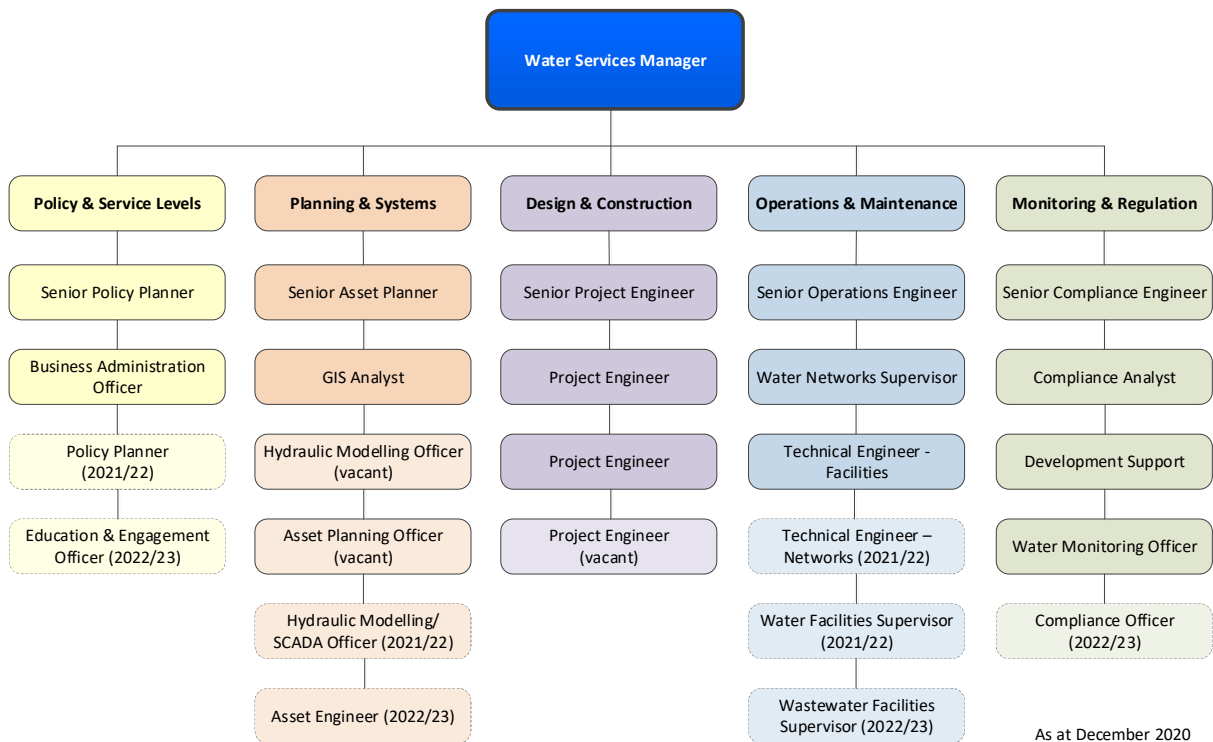 Water Services Manager
Policy & Service Levels
Planning & Systems
Design & Construction
Operations & Maintenance
Monitoring & Regulation
Senior Policy Planner
Senior Asset Planner
Senior Project Engineer
Senior Operations Engineer
Senior Compliance Engineer
Business Administration
Officer
GIS Analyst
Project Engineer
Water Networks Supervisor
Compliance Analyst
Policy Planner
(2021/22)
Hydraulic Modelling Officer
(vacant)
Project Engineer
Technical Engineer -
Facilities
Development Support
Education & Engagement
Officer (2022/23)
Asset Planning Officer
(vacant)
Project Engineer
(vacant)
Technical Engineer –
Networks (2021/22)
Water Monitoring Officer
Hydraulic Modelling/
SCADA Officer (2021/22)
Water Facilities Supervisor
(2021/22)
Compliance Officer
(2022/23)
Asset Engineer (2022/23)
Wastewater Facilities
Supervisor (2022/23)
As at December 2020